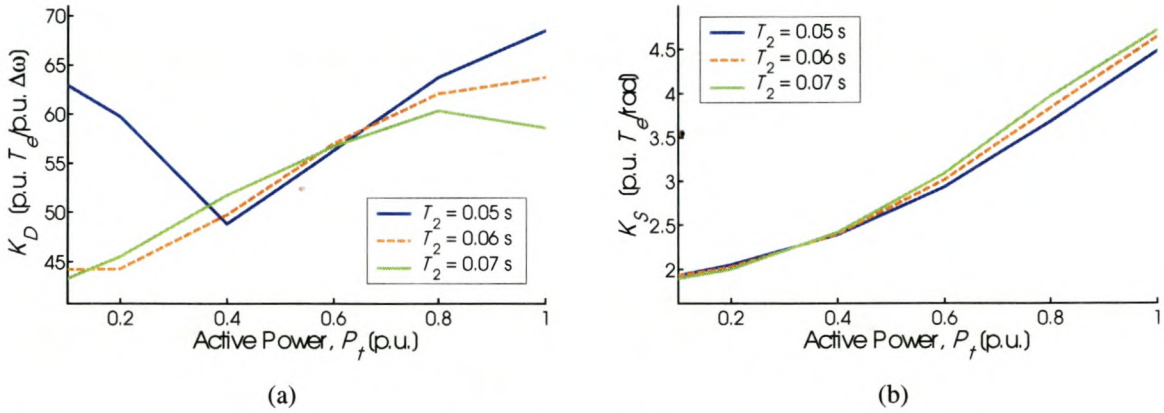 70
65
60
55
50
45
K_D (p.u. T_e/p.u. Δω)
T_2 = 0.05 s
T_2 = 0.06 s
T_2 = 0.07 s
0.2 0.4 0.6 0.8 1
Active Power, P_t (p.u.)
(a)
4.5
4
3.5
3
2.5
2
K_S (p.u. T_e/rad)
T_2 = 0.05 s
T_2 = 0.06 s
T_2 = 0.07 s
0.2 0.4 0.6 0.8 1
Active Power, P_t (p.u.)
(b)